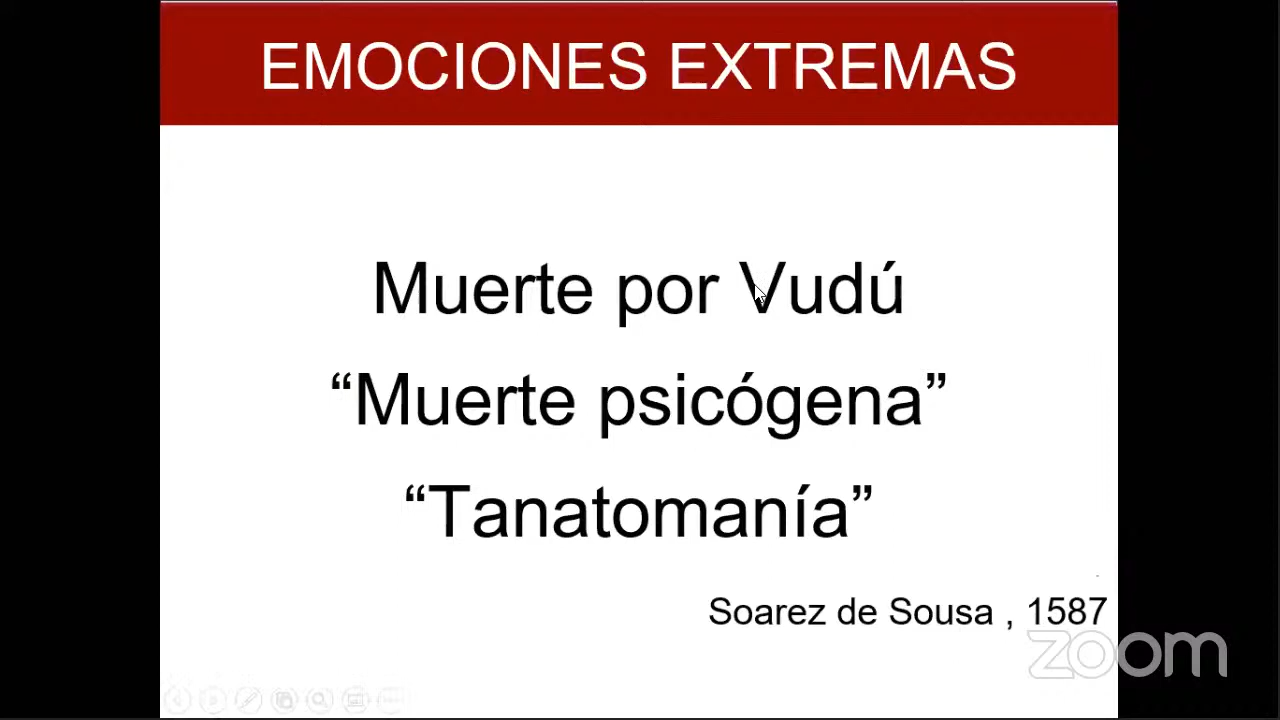 EMOCIONES EXTREMAS
Muerte por Vudú
“Muerte psicógena”
“Tanatomanía”
Soarez de Sousa , 1587
zoom